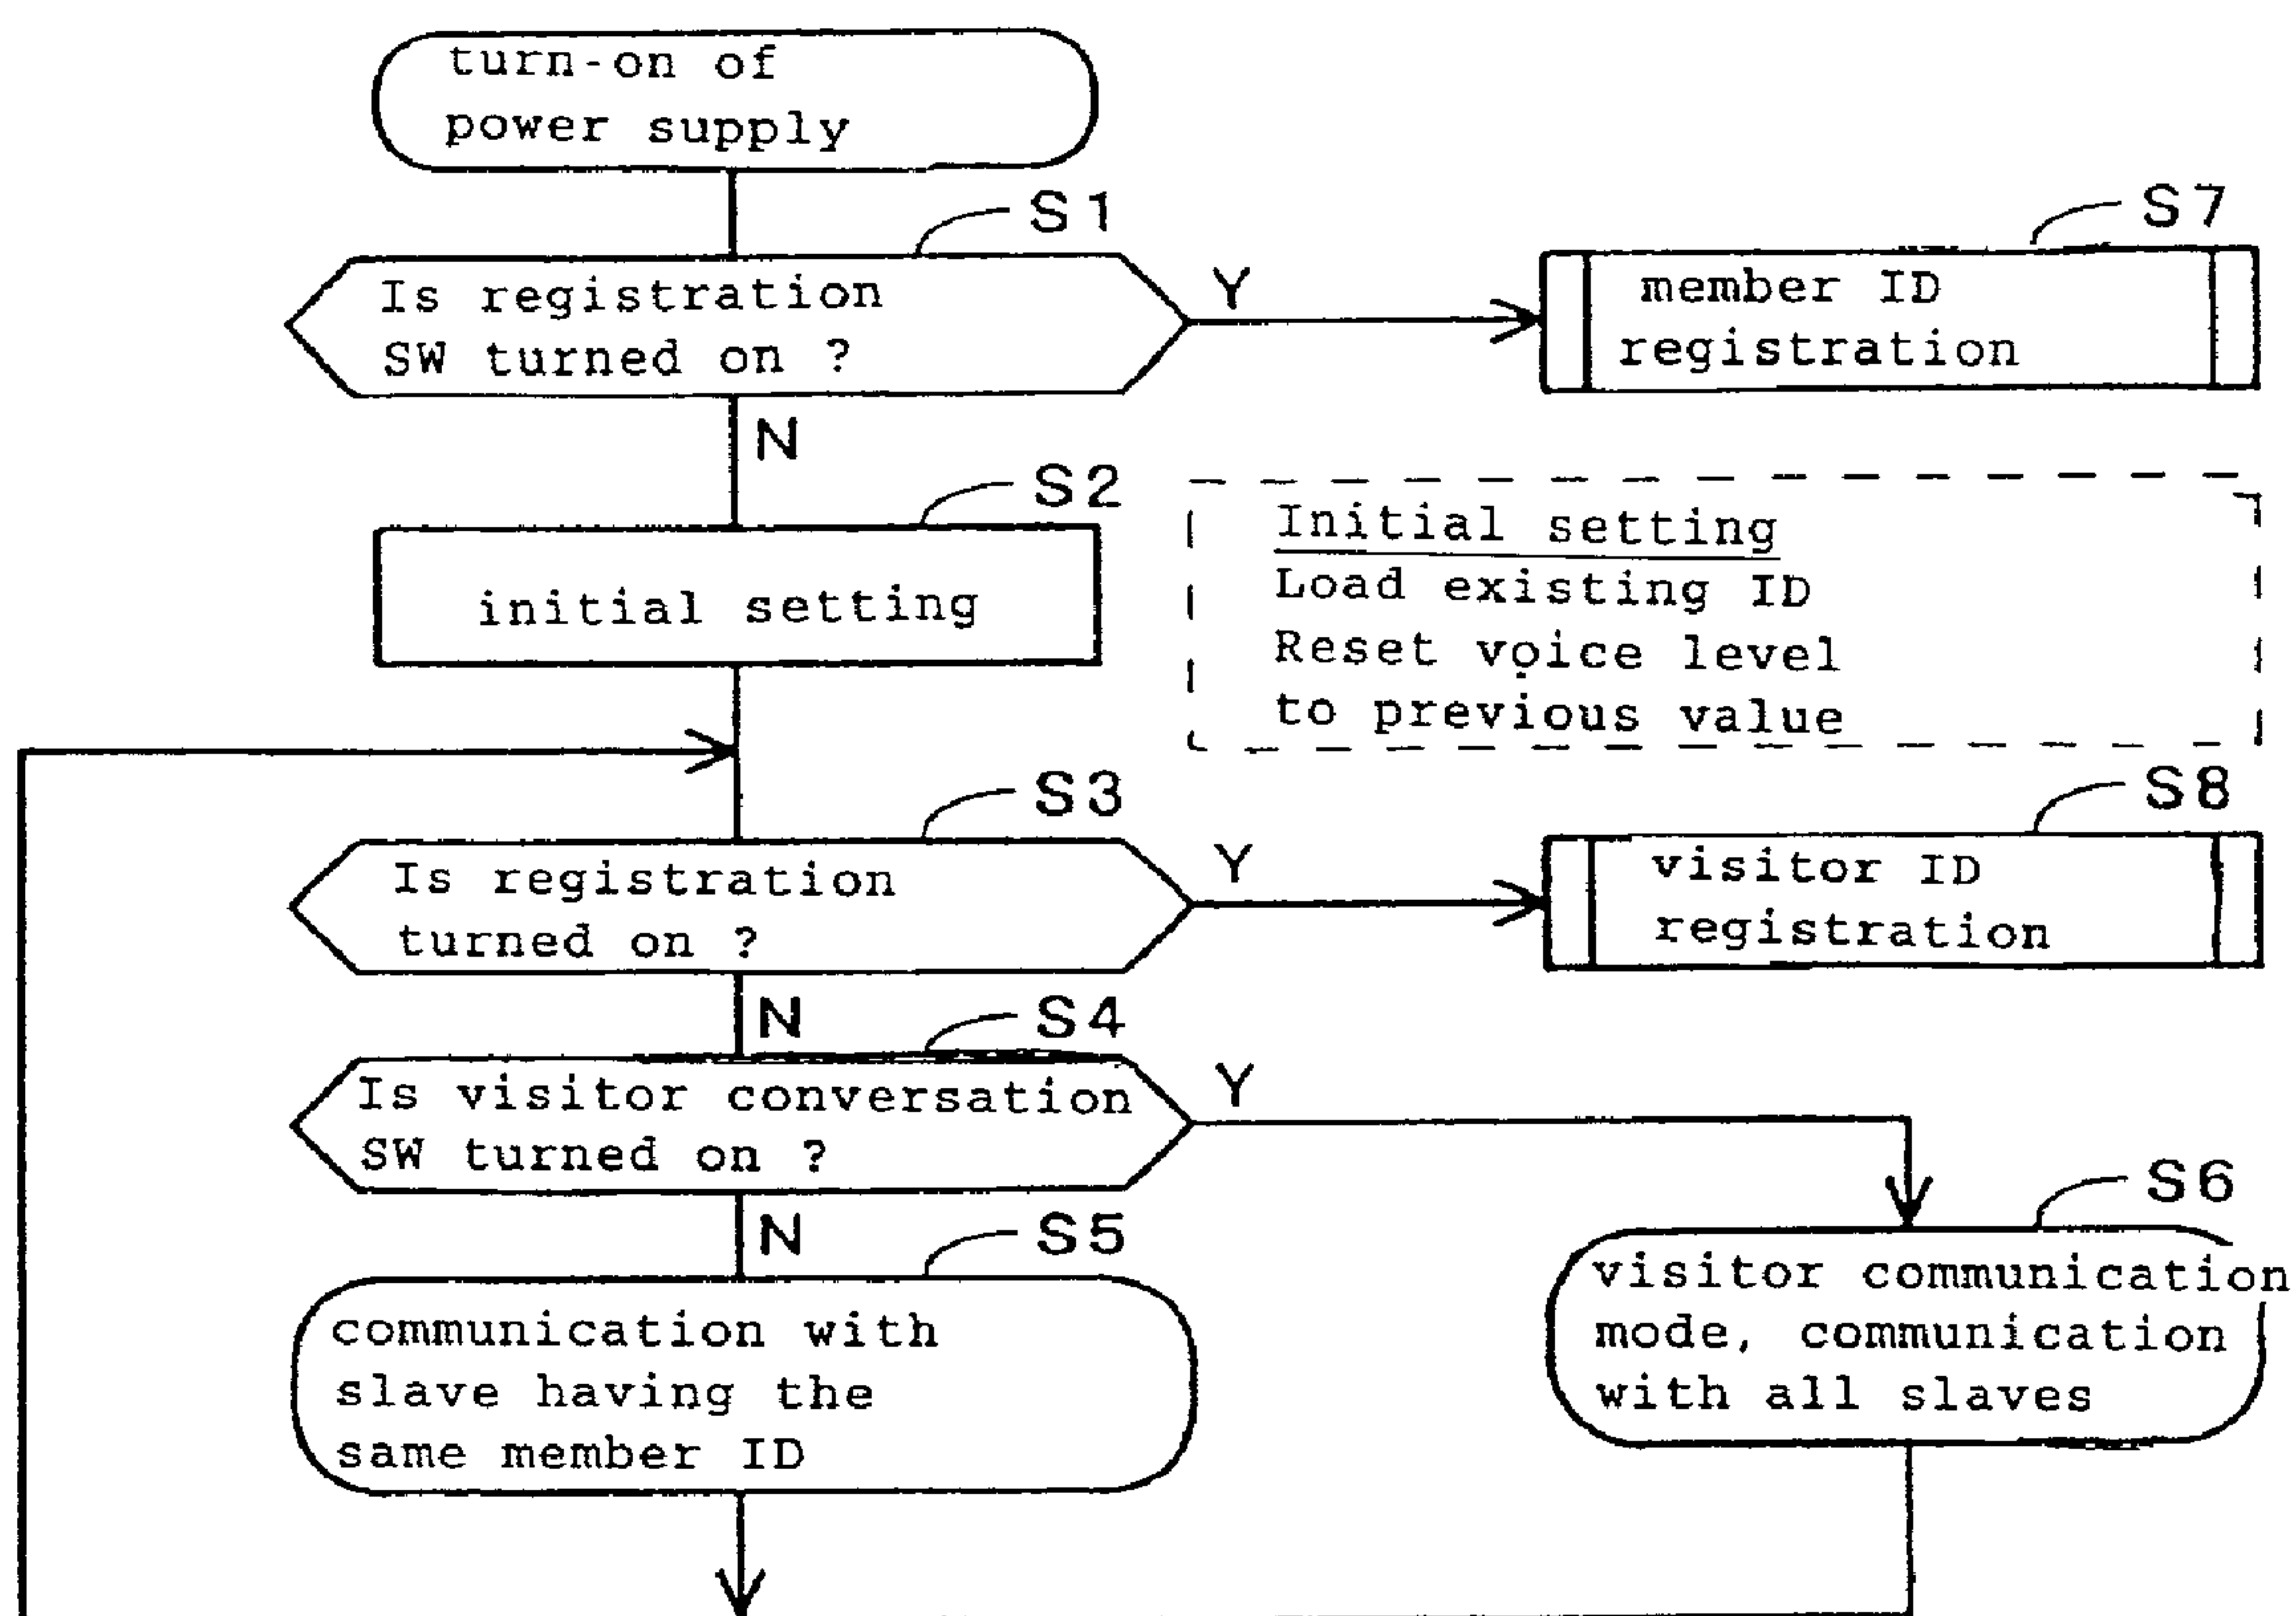 turn-on of
power supply
S1
Is registration
SW turned on ?
Y
S7
member ID
registration
N
S2
initial setting
Initial setting
Load existing ID
Reset voice level
to previous value
S3
Is registration
turned on ?
Y
S8
visitor ID
registration
N
S4
Is visitor conversation
SW turned on ?
Y
S6
visitor communication
mode, communication
with all slaves
N
S5
communication with
slave having the
same member ID